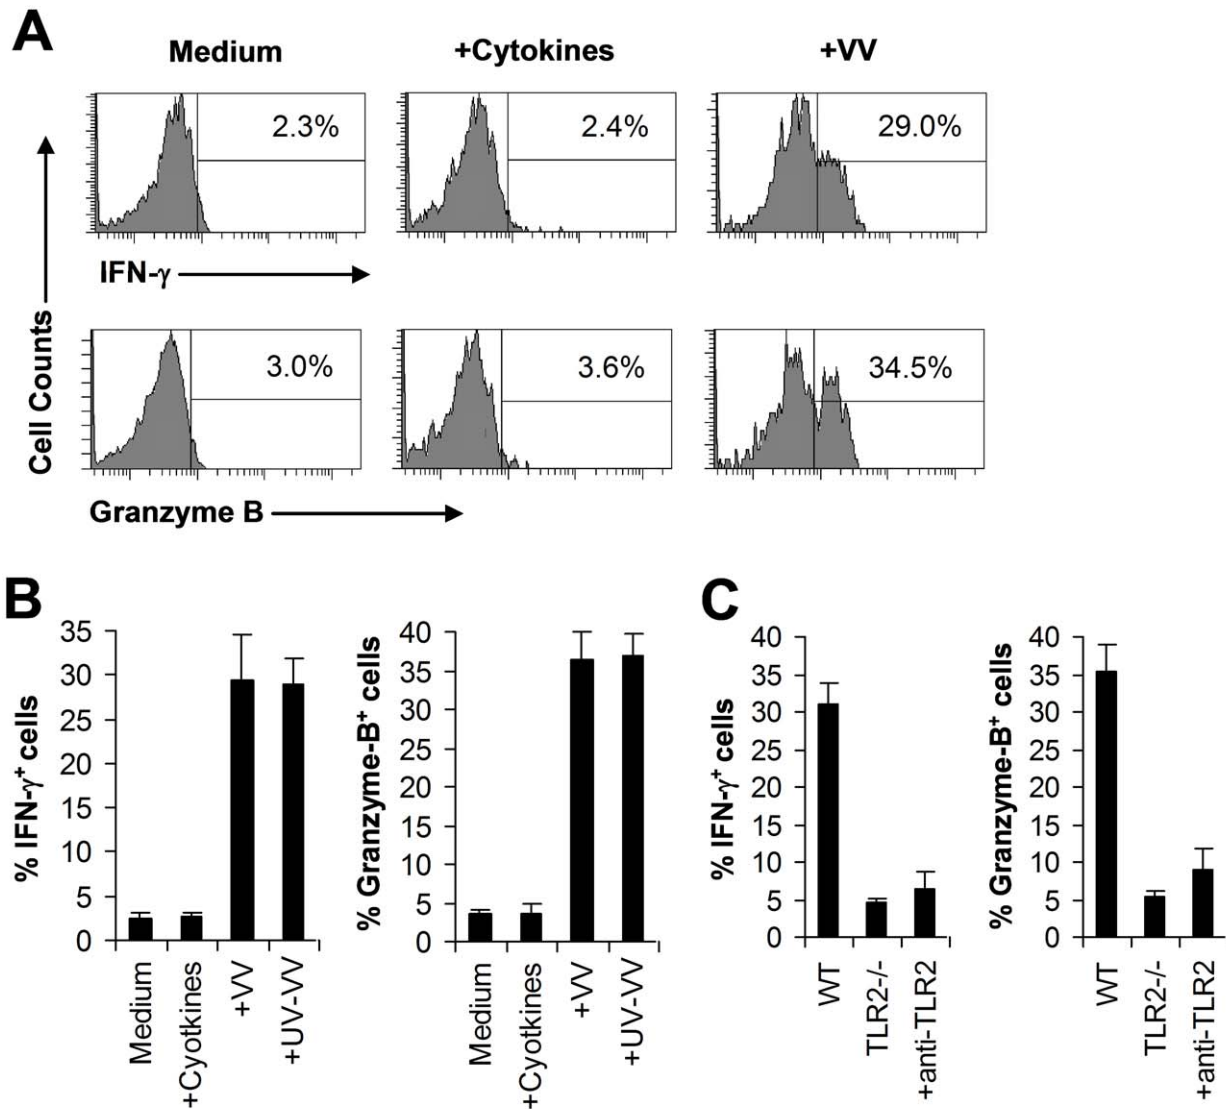 A
Medium
+Cytokines
+VV
2.3%
2.4%
29.0%
IFN-γ
Cell Counts
3.0%
3.6%
34.5%
Granzyme B
B
% IFN-γ+ cells
35
30
25
20
15
10
5
0
Medium
+Cyotkines
+VV
+UV-VV
% Granzyme-B+ cells
40
35
30
25
20
15
10
5
0
Medium
+Cyotkines
+VV
+UV-VV
C
% IFN-γ+ cells
40
35
30
25
20
15
10
5
0
WT
TLR2-/-
+anti-TLR2
% Granzyme-B+ cells
40
35
30
25
20
15
10
5
0
WT
TLR2-/-
+anti-TLR2